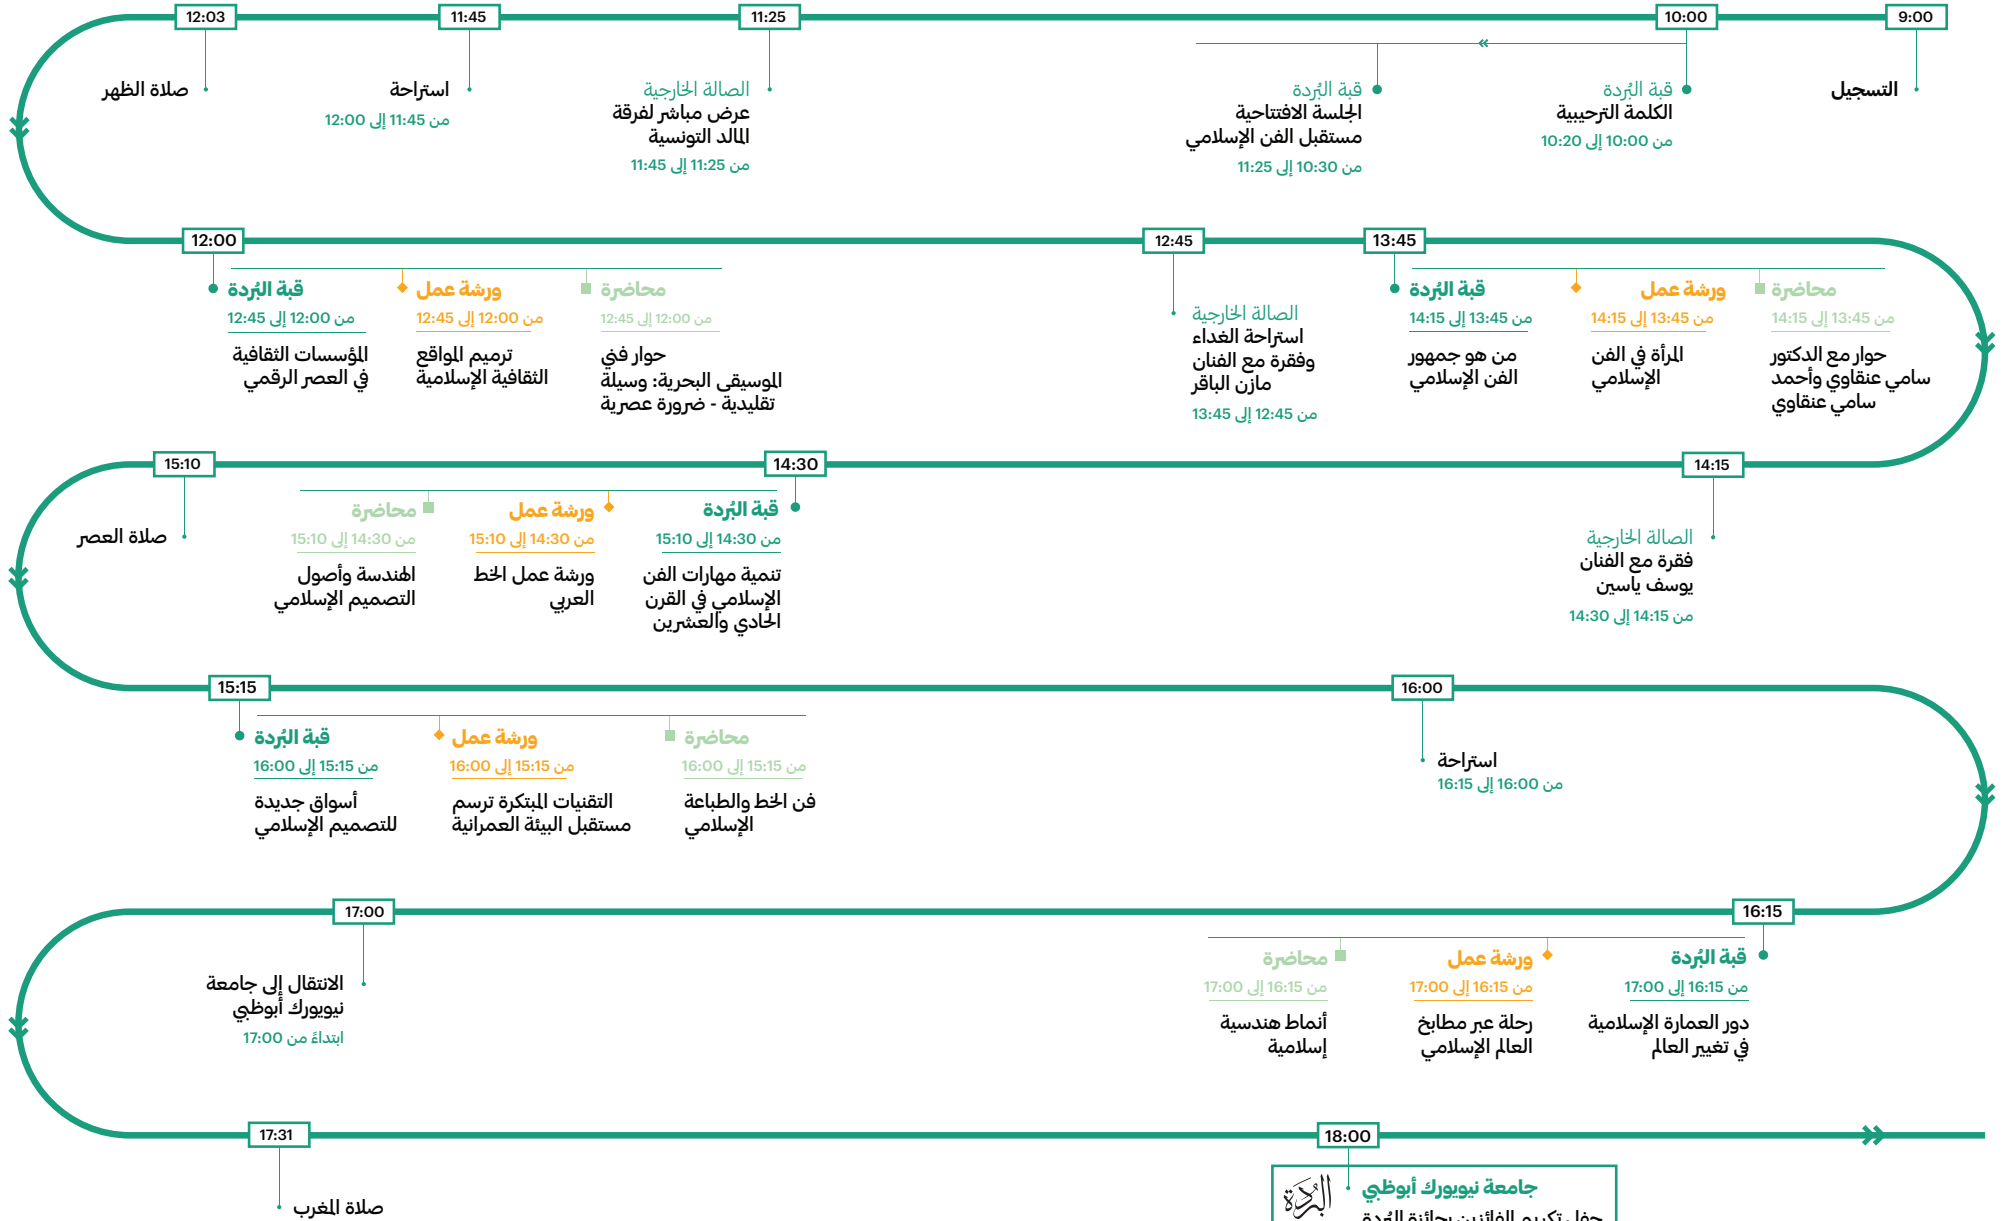 9:00
التسجيل
10:00
قبة البُردة
الكلمة الترحيبية
من 10:00 إلى 10:20
قبة البُردة
الجلسة الافتتاحية
مستقبل الفن الإسلامي
من 10:30 إلى 11:25
11:25
الصالة الخارجية
عرض مباشر لفرقة
المالد التونسية
من 11:25 إلى 11:45
11:45
استراحة
من 11:45 إلى 12:00
12:03
صلاة الظهر
12:00
قبة البُردة
من 12:00 إلى 12:45
المؤسسات الثقافية
في العصر الرقمي
ورشة عمل
من 12:00 إلى 12:45
ترميم المواقع
الثقافية الإسلامية
محاضرة
من 12:00 إلى 12:45
حوار فني
الموسيقى البحرية: وسيلة
تقليدية - ضرورة عصرية
12:45
الصالة الخارجية
استراحة الغداء
وفقرة مع الفنان
مازن الباقر
من 12:45 إلى 13:45
13:45
قبة البُردة
من 13:45 إلى 14:15
من هو جمهور
الفن الإسلامي
ورشة عمل
من 13:45 إلى 14:15
المرأة في الفن
الإسلامي
محاضرة
من 13:45 إلى 14:15
حوار مع الدكتور
سامي عنقاوي وأحمد
سامي عنقاوي
14:15
الصالة الخارجية
فقرة مع الفنان
يوسف ياسين
من 14:15 إلى 14:30
14:30
قبة البُردة
من 14:30 إلى 15:10
تنمية مهارات الفن
الإسلامي في القرن
الحادي والعشرين
ورشة عمل
من 14:30 إلى 15:10
ورشة عمل الخط
العربي
محاضرة
من 14:30 إلى 15:10
الهندسة وأصول
التصميم الإسلامي
15:10
صلاة العصر
15:15
قبة البُردة
من 15:15 إلى 16:00
أسواق جديدة
للتصميم الإسلامي
ورشة عمل
من 15:15 إلى 16:00
التقنيات المبتكرة ترسم
مستقبل البيئة العمرانية
محاضرة
من 15:15 إلى 16:00
فن الخط والطباعة
الإسلامي
16:00
استراحة
من 16:00 إلى 16:15
16:15
قبة البُردة
من 16:15 إلى 17:00
دور العمارة الإسلامية
في تغيير العالم
ورشة عمل
من 16:15 إلى 17:00
رحلة عبر مطابخ
العالم الإسلامي
محاضرة
من 16:15 إلى 17:00
أنماط هندسية
إسلامية
17:00
الانتقال إلى جامعة
نيويورك أبوظبي
ابتداءً من 17:00
17:31
صلاة المغرب
18:00
جامعة نيويورك أبوظبي
البُردَة
حفل تكريم الفائزين بجائزة البُردة